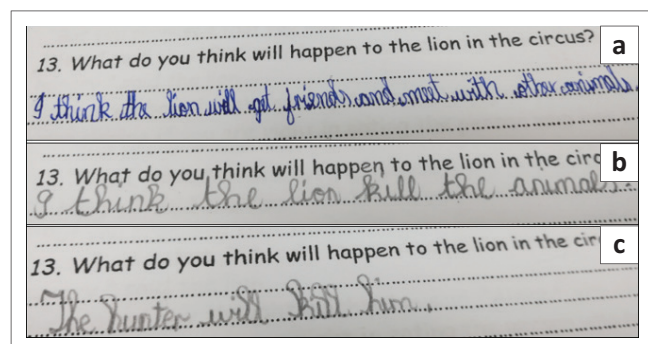 13. What do you think will happen to the lion in the circus?
a
I think the lion will get friends and meet with other animals.
13. What do you think will happen to the lion in the circ
b
I think the lion kill the animals.
13. What do you think will happen to the lion in the cir
c
The hunter will kill him.